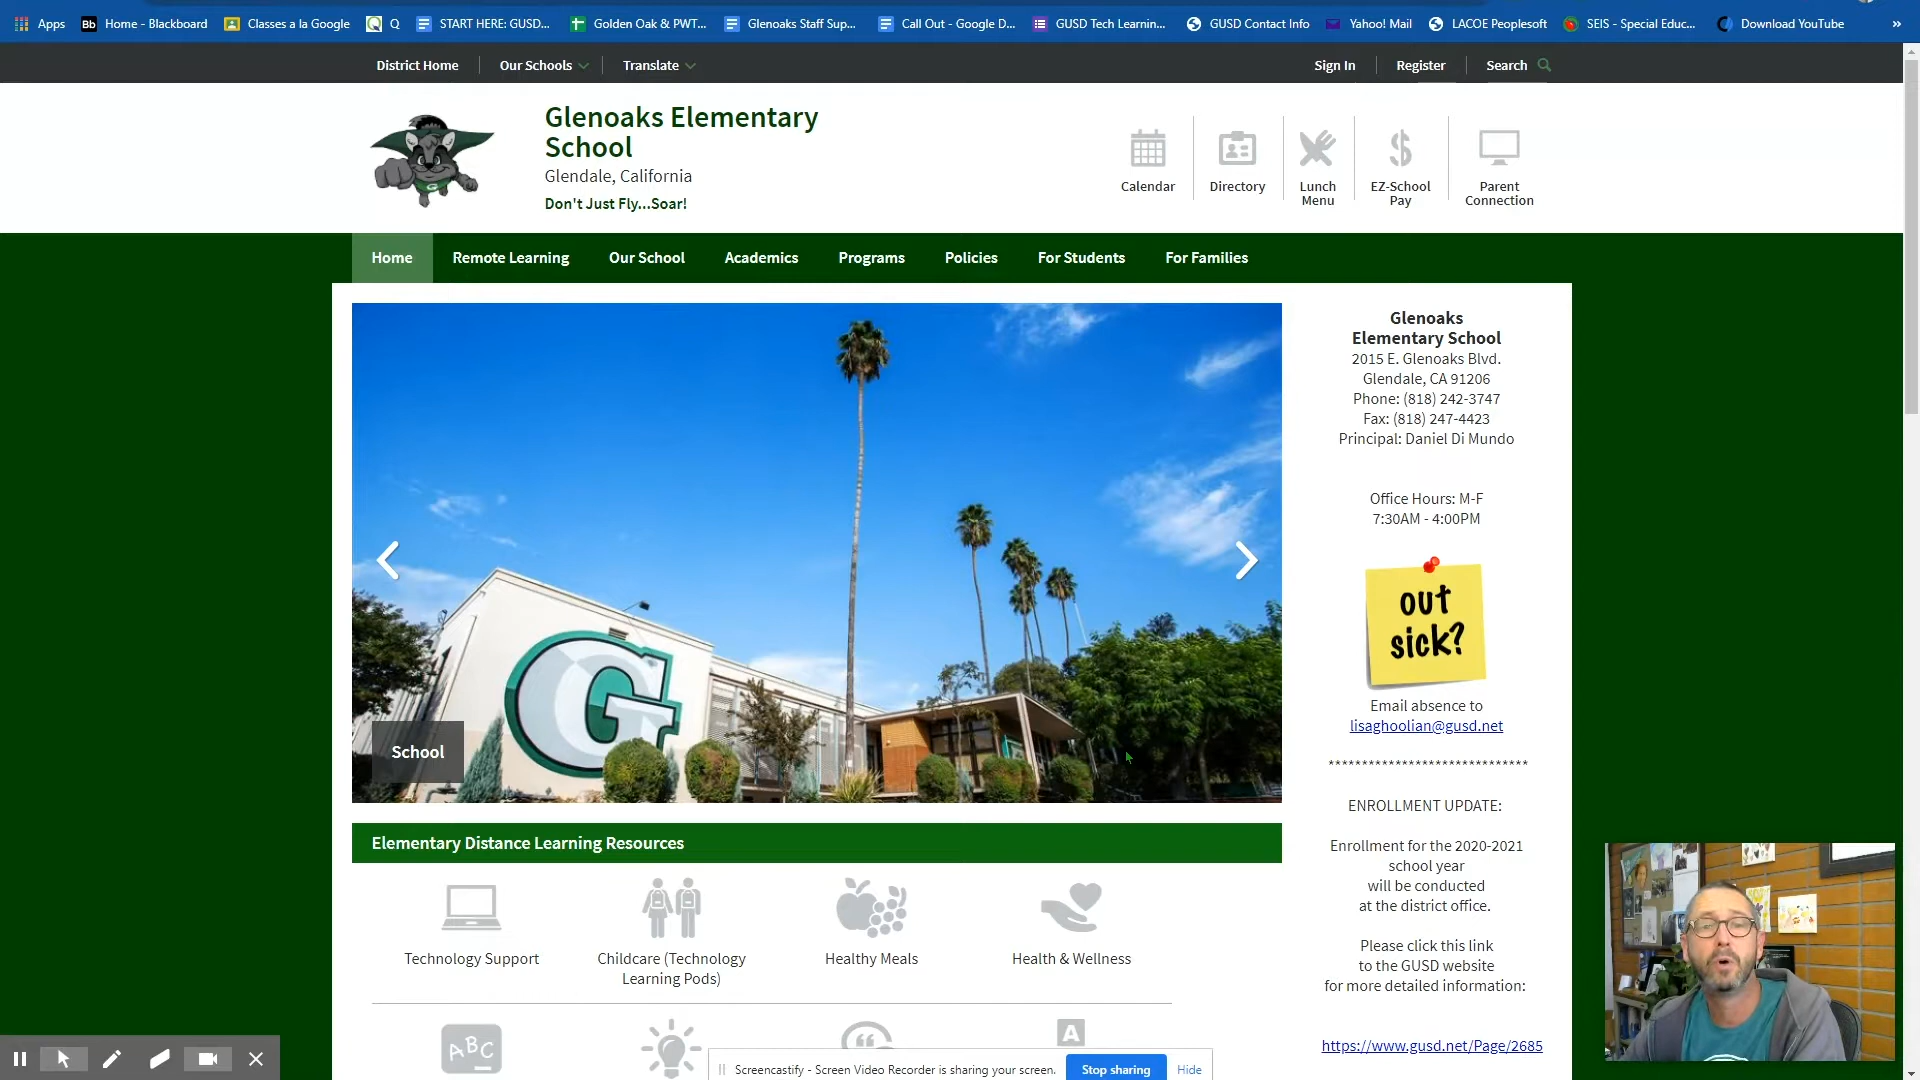 Apps
Home - Blackboard
Classes a la Google
Q
START HERE: GUSD...
Golden Oak & PWT...
Glenoaks Staff Sup...
Call Out - Google D...
GUSD Tech Learnin...
GUSD Contact Info
Yahoo! Mail
LACOE Peoplesoft
SEIS - Special Educ...
Download YouTube
»
District Home
Our Schools
Translate
Sign In
Register
Search
Glenoaks Elementary
School
Glendale, California
Don't Just Fly...Soar!
Calendar
Directory
Lunch
Menu
EZ-School
Pay
Parent
Connection
Home
Remote Learning
Our School
Academics
Programs
Policies
For Students
For Families
G
School
Glenoaks
Elementary School
2015 E. Glenoaks Blvd.
Glendale, CA 91206
Phone: (818) 242-3747
Fax: (818) 247-4423
Principal: Daniel Di Mundo
Office Hours: M-F
7:30AM - 4:00PM
out
sick?
Email absence to
lisaghoolian@gusd.net
******************************
ENROLLMENT UPDATE:
Enrollment for the 2020-2021
school year
will be conducted
at the district office.
Please click this link
to the GUSD website
for more detailed information:
https://www.gusd.net/Page/2685
Elementary Distance Learning Resources
Technology Support
Childcare (Technology
Learning Pods)
Healthy Meals
Health & Wellness
ABC
A
Screencastify - Screen Video Recorder is sharing your screen.
Stop sharing
Hide